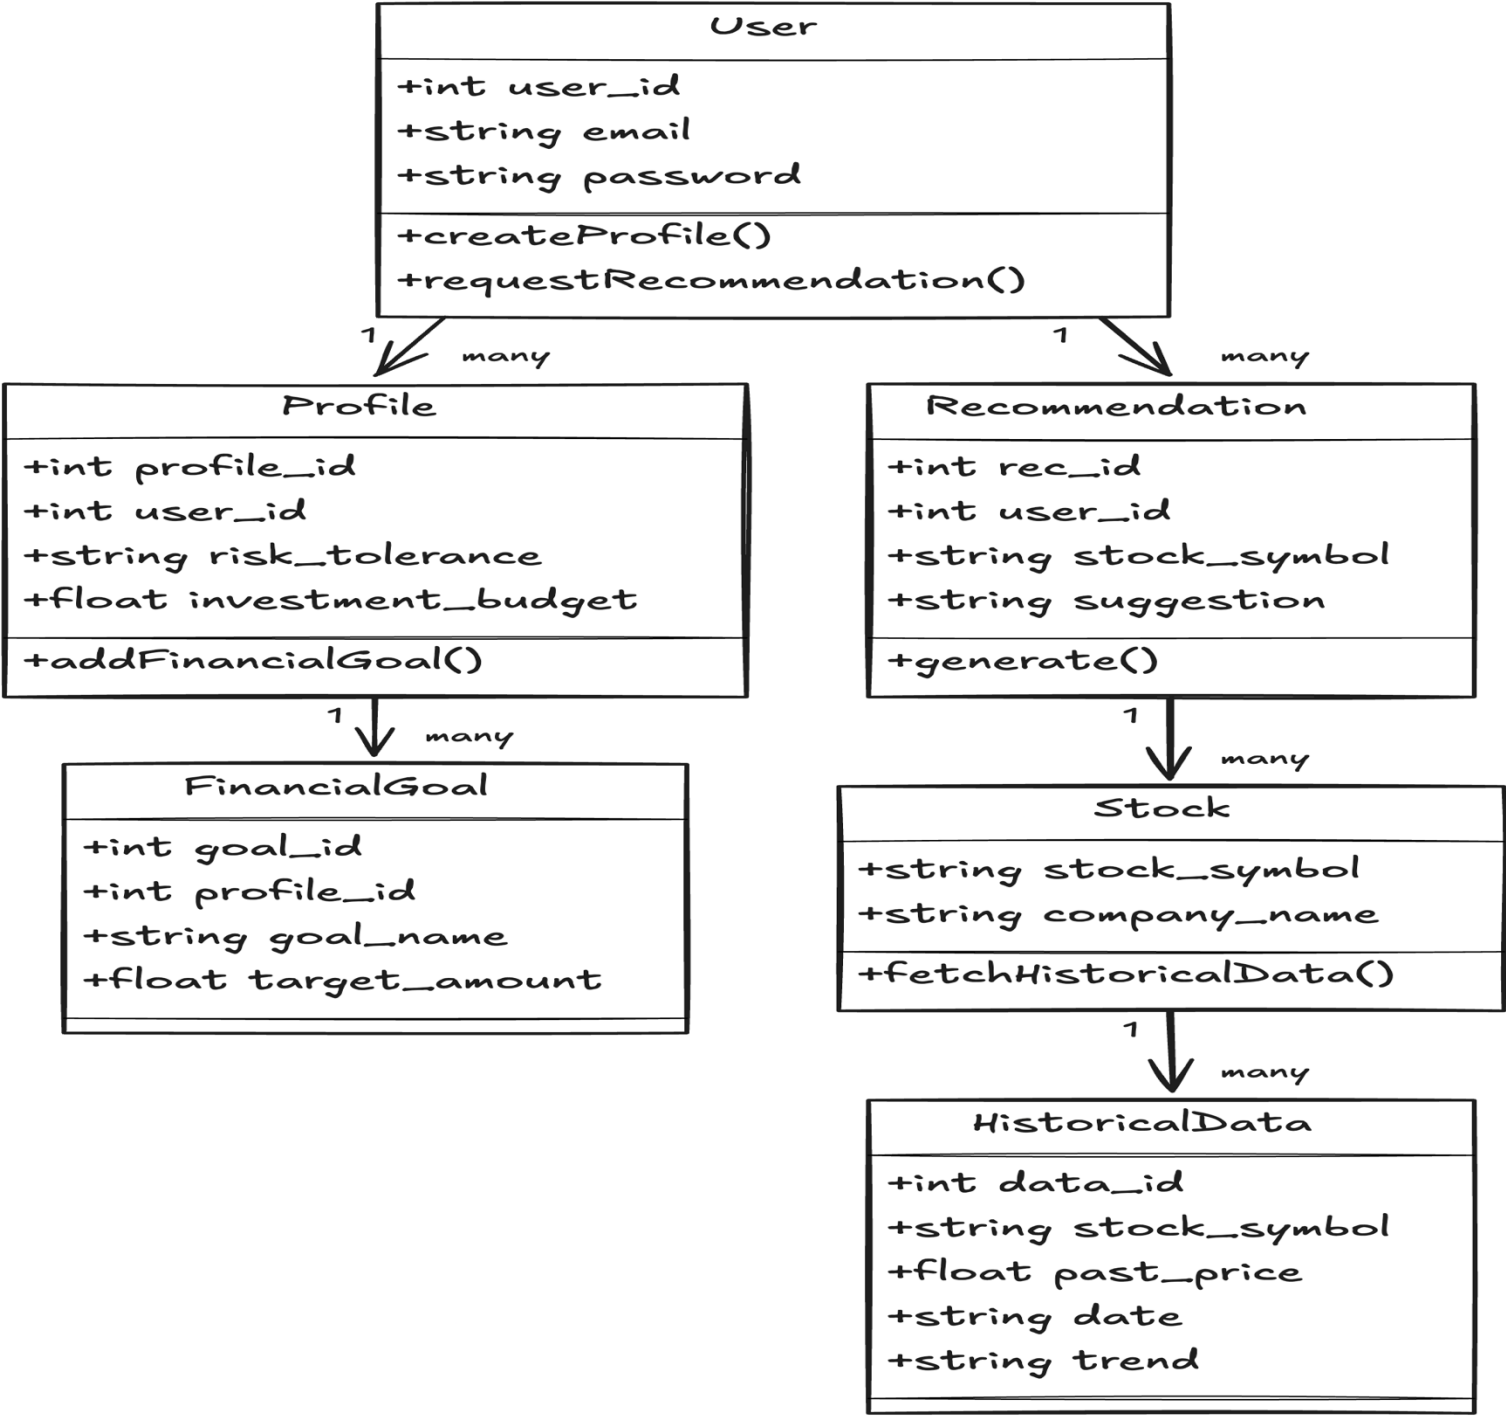 User
+int user_id
+string email
+string password
+createProfile()
+requestRecommendation()
1
many
1
many
Profile
+int profile_id
+int user_id
+string risk_tolerance
+float investment_budget
+addFinancialGoal()
1
many
FinancialGoal
+int goal_id
+int profile_id
+string goal_name
+float target_amount
Recommendation
+int rec_id
+int user_id
+string stock_symbol
+string suggestion
+generate()
1
many
Stock
+string stock_symbol
+string company_name
+fetchHistoricalData()
1
many
HistoricalData
+int data_id
+string stock_symbol
+float past_price
+string date
+string trend